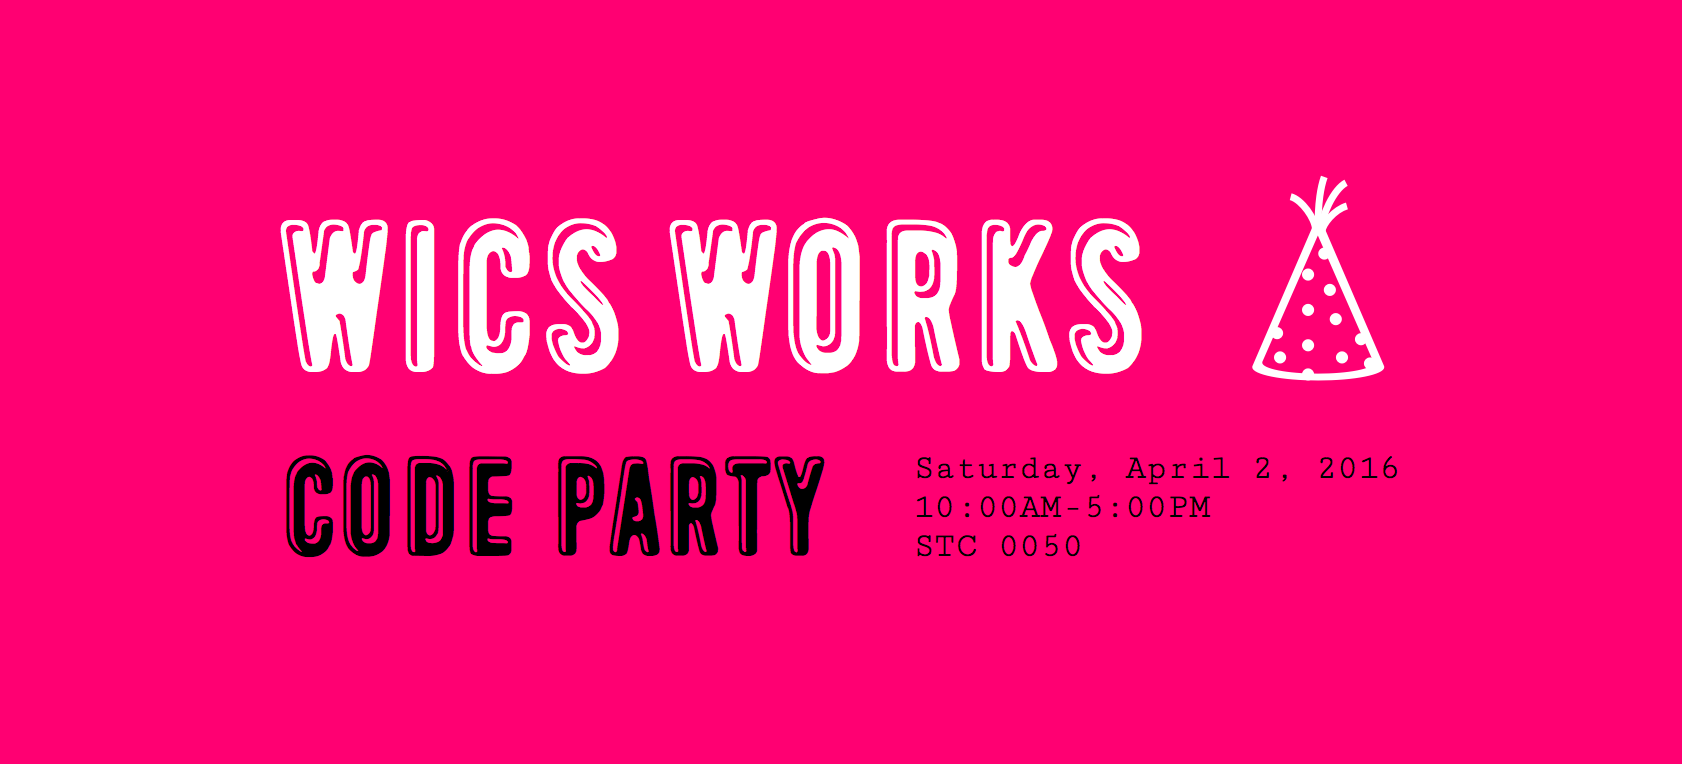 WICS WORKS
CODE PARTY
Saturday, April 2, 2016
10:00AM-5:00PM
STC 0050